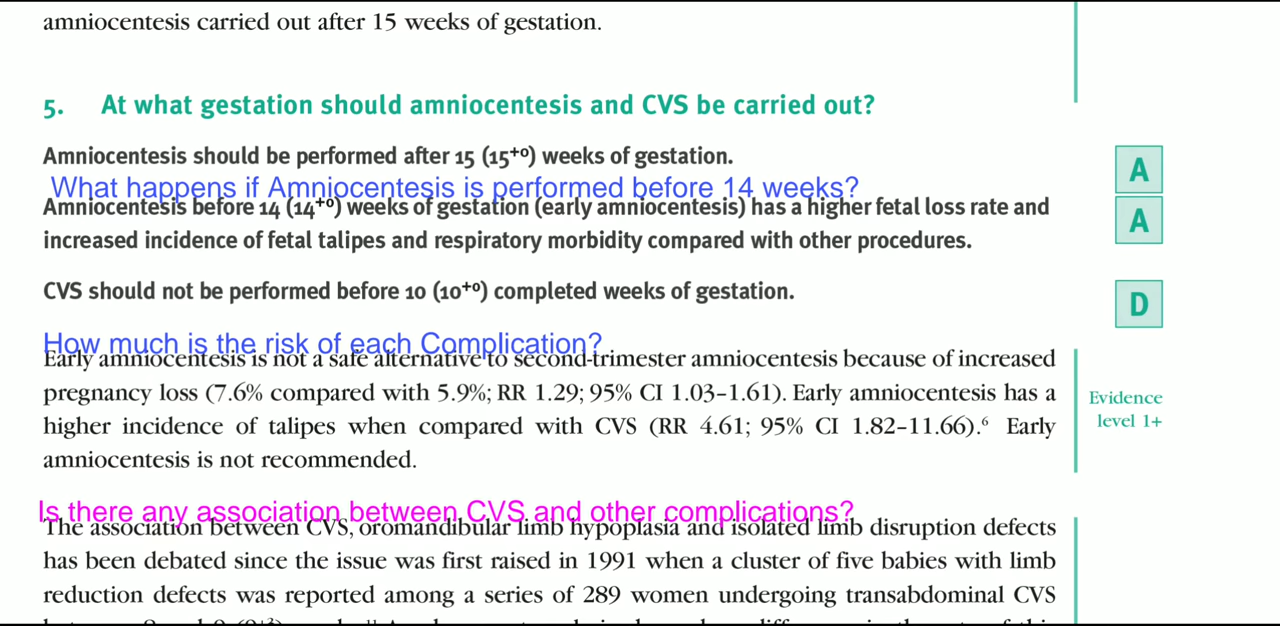 amniocentesis carried out after 15 weeks of gestation.
5. At what gestation should amniocentesis and CVS be carried out?
Amniocentesis should be performed after 15 (15⁺⁰) weeks of gestation.
A
What happens if Amniocentesis is performed before 14 weeks?
Amniocentesis before 14 (14⁺⁰) weeks of gestation (early amniocentesis) has a higher fetal loss rate and
A
increased incidence of fetal talipes and respiratory morbidity compared with other procedures.
CVS should not be performed before 10 (10⁺⁰) completed weeks of gestation.
D
How much is the risk of each Complication?
Early amniocentesis is not a safe alternative to second-trimester amniocentesis because of increased
pregnancy loss (7.6% compared with 5.9%; RR 1.29; 95% CI 1.03–1.61). Early amniocentesis has a
higher incidence of talipes when compared with CVS (RR 4.61; 95% CI 1.82–11.66).⁶ Early
amniocentesis is not recommended.
Evidence
level 1+
Is there any association between CVS and other complications?
The association between CVS, oromandibular limb hypoplasia and isolated limb disruption defects
has been debated since the issue was first raised in 1991 when a cluster of five babies with limb
reduction defects was reported among a series of 289 women undergoing transabdominal CVS